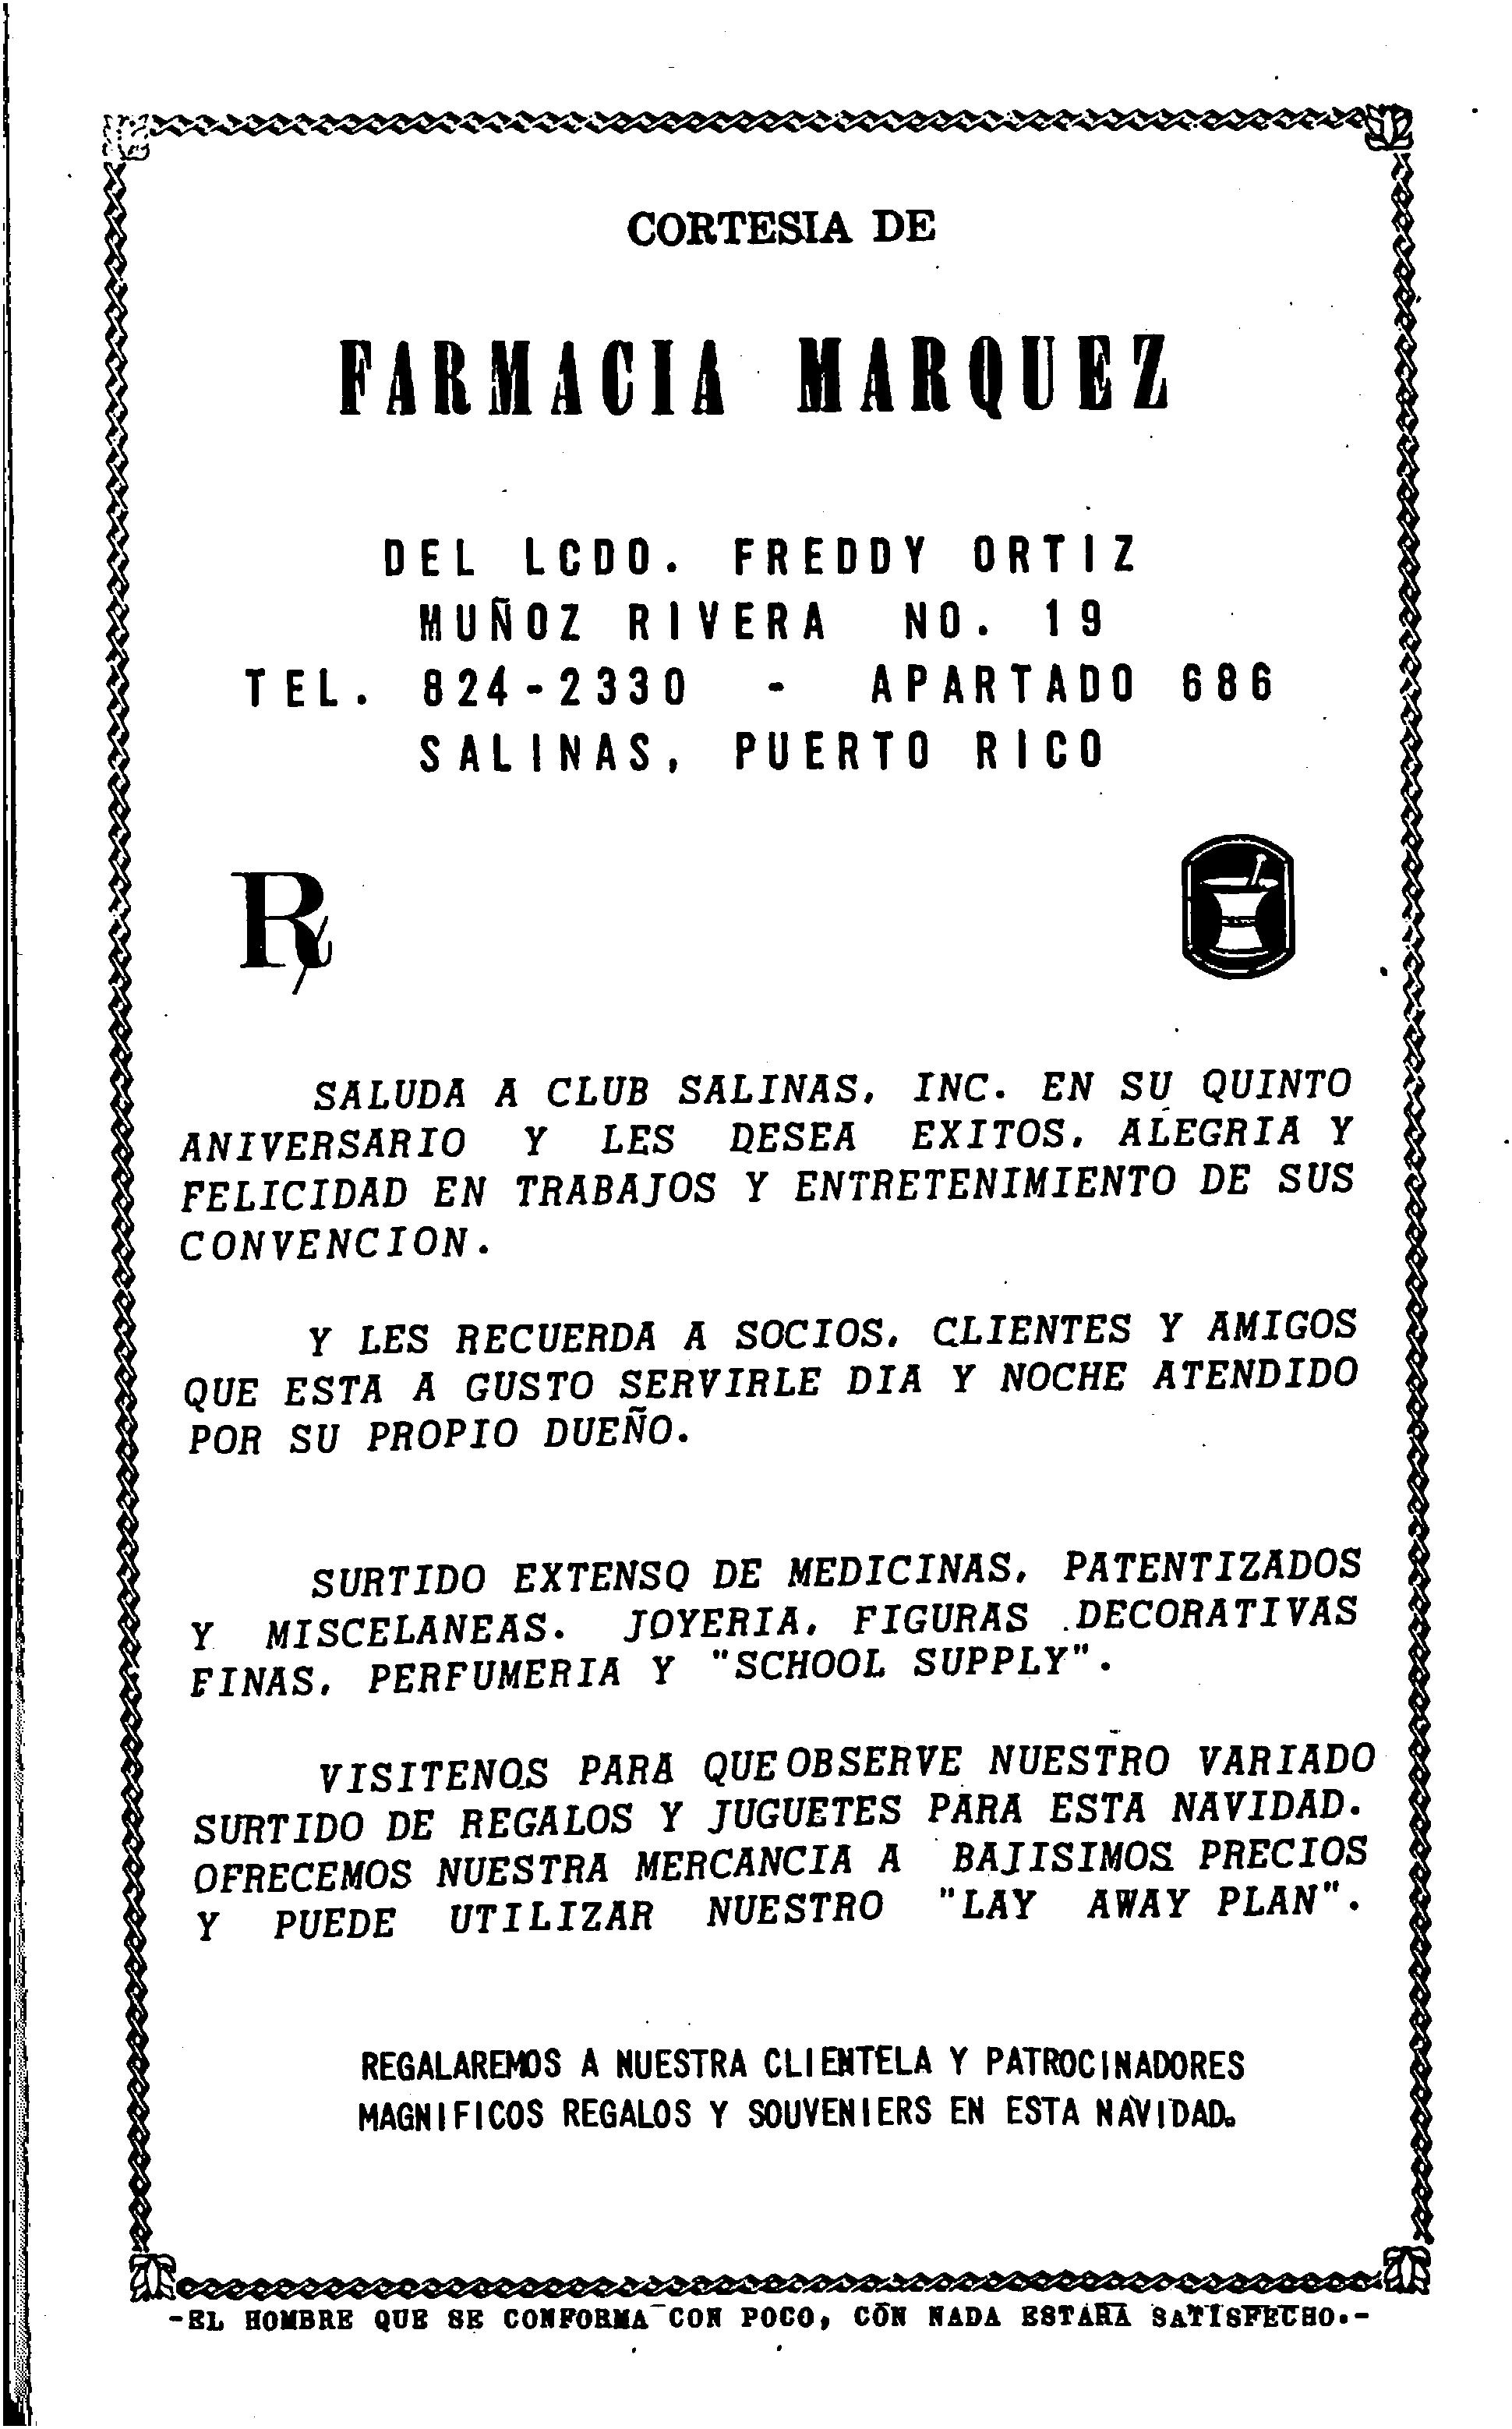 CORTESIA DE
FARMACIA MARQUEZ
DEL LCDO. FREDDY ORTIZ
MUÑOZ RIVERA NO. 19
TEL. 824-2330 - APARTADO 686
SALINAS, PUERTO RICO
Rx
SALUDA A CLUB SALINAS, INC. EN SU QUINTO
ANIVERSARIO Y LES DESEA EXITOS, ALEGRIA Y
FELICIDAD EN TRABAJOS Y ENTRETENIMIENTO DE SUS
CONVENCION.
Y LES RECUERDA A SOCIOS, CLIENTES Y AMIGOS
QUE ESTA A GUSTO SERVIRLE DIA Y NOCHE ATENDIDO
POR SU PROPIO DUEÑO.
SURTIDO EXTENSO DE MEDICINAS, PATENTIZADOS
Y MISCELANEAS. JOYERIA, FIGURAS DECORATIVAS
FINAS, PERFUMERIA Y "SCHOOL SUPPLY".
VISITENOS PARA QUE OBSERVE NUESTRO VARIADO
SURTIDO DE REGALOS Y JUGUETES PARA ESTA NAVIDAD.
OFRECEMOS NUESTRA MERCANCIA A BAJISIMOS PRECIOS
Y PUEDE UTILIZAR NUESTRO "LAY AWAY PLAN".
REGALAREMOS A NUESTRA CLIENTELA Y PATROCINADORES
MAGNIFICOS REGALOS Y SOUVENIERS EN ESTA NAVIDAD.
-EL HOMBRE QUE SE CONFORMA CON POCO, CON NADA ESTARA SATISFECHO.-